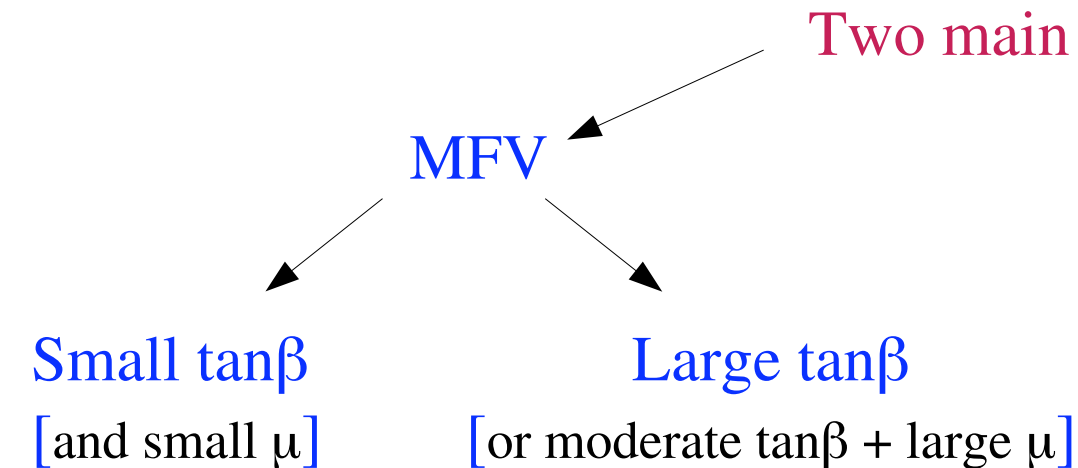 Two main
MFV
Small tanβ
Large tanβ
[and small μ]
[or moderate tanβ + large μ]